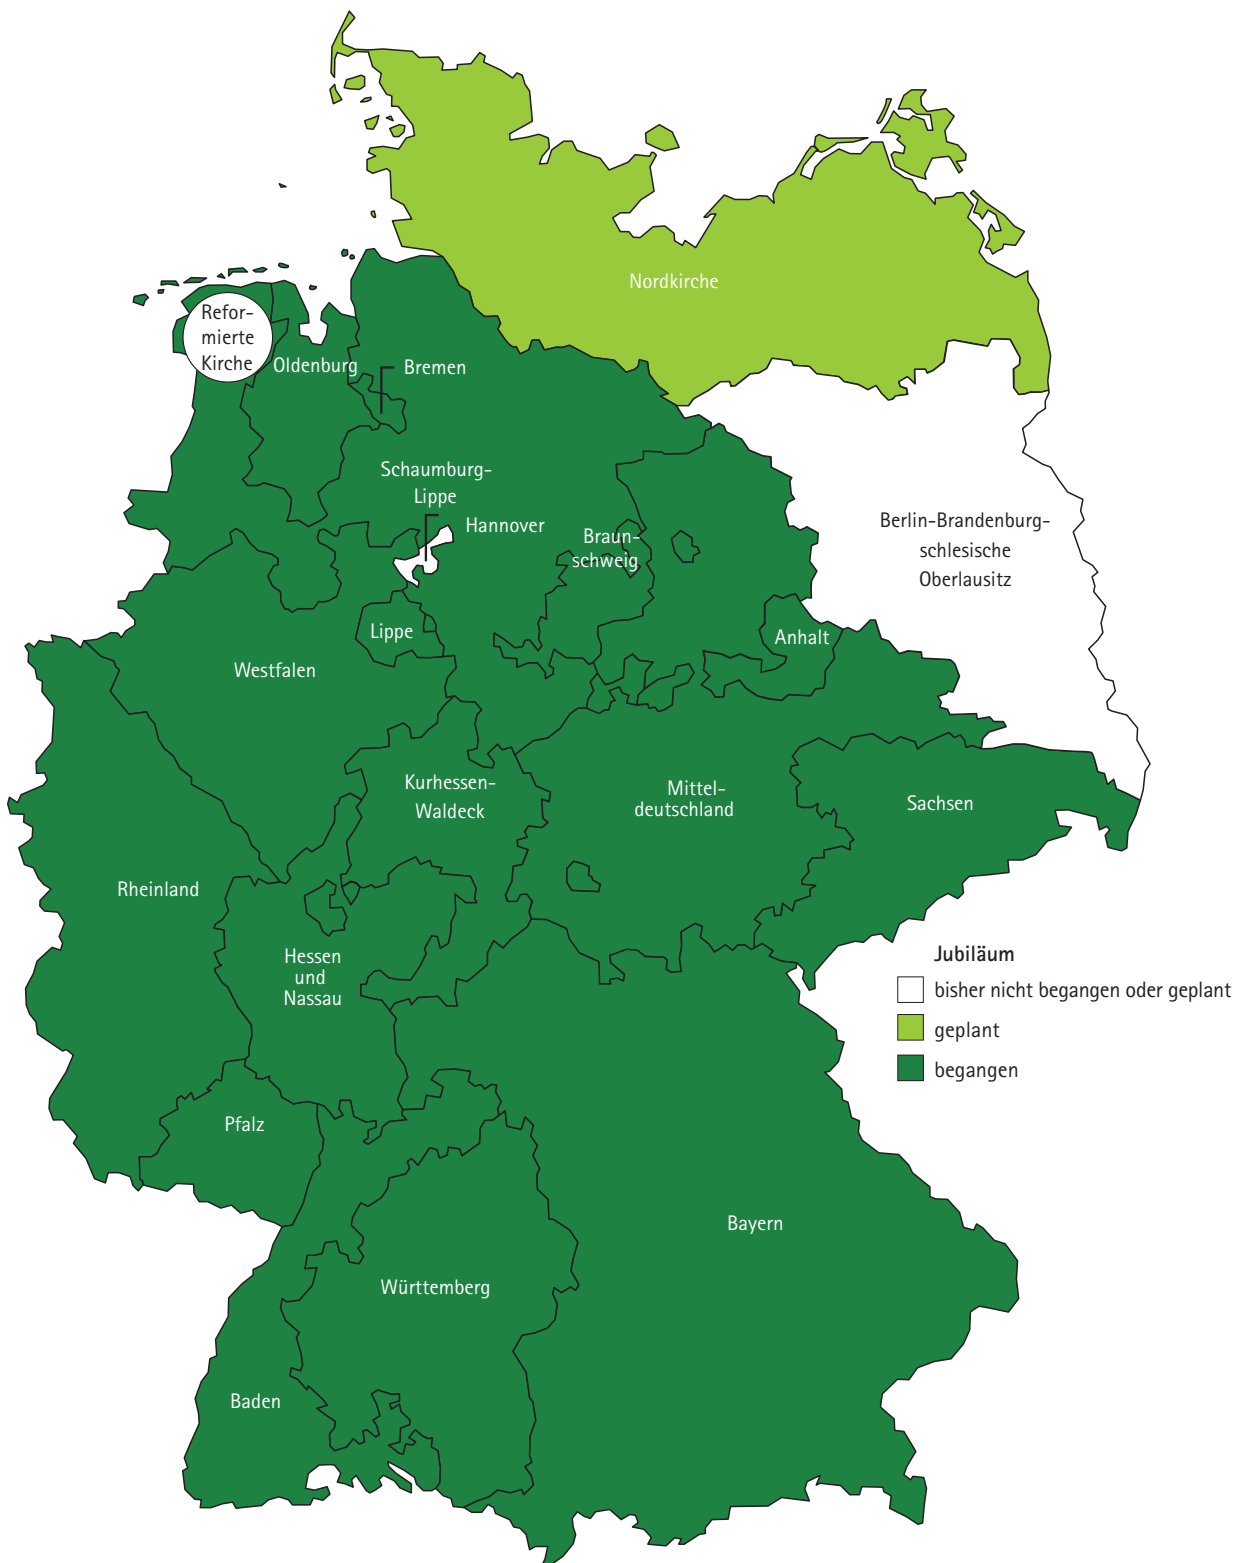 Nordkirche
Refor-
mierte
Kirche
Oldenburg
Bremen
Schaumburg-
Lippe
Hannover
Braun-
schweig
Berlin-Brandenburg-
schlesische
Oberlausitz
Lippe
Anhalt
Westfalen
Kurhessen-
Waldeck
Mittel-
deutschland
Sachsen
Rheinland
Hessen
und
Nassau
Jubiläum
bisher nicht begangen oder geplant
geplant
begangen
Pfalz
Bayern
Württemberg
Baden